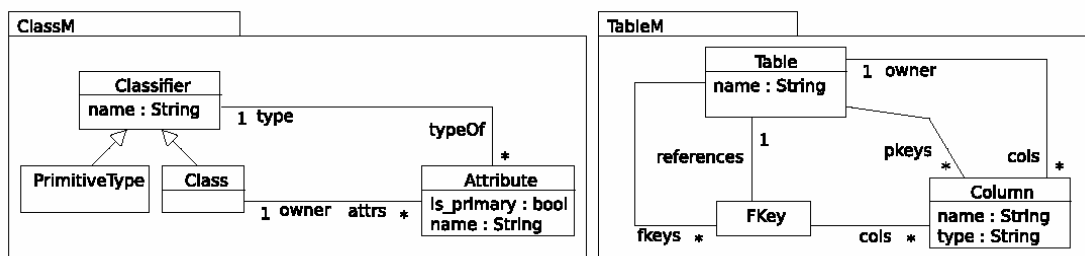 ClassM
Classifier
name : String
1 type
typeOf
*
PrimitiveType
Class
1 owner attrs *
Attribute
is_primary : bool
name : String
TableM
Table
name : String
1 owner
references
1
pkeys
*
cols
*
FKey
fkeys *
cols *
Column
name : String
type : String